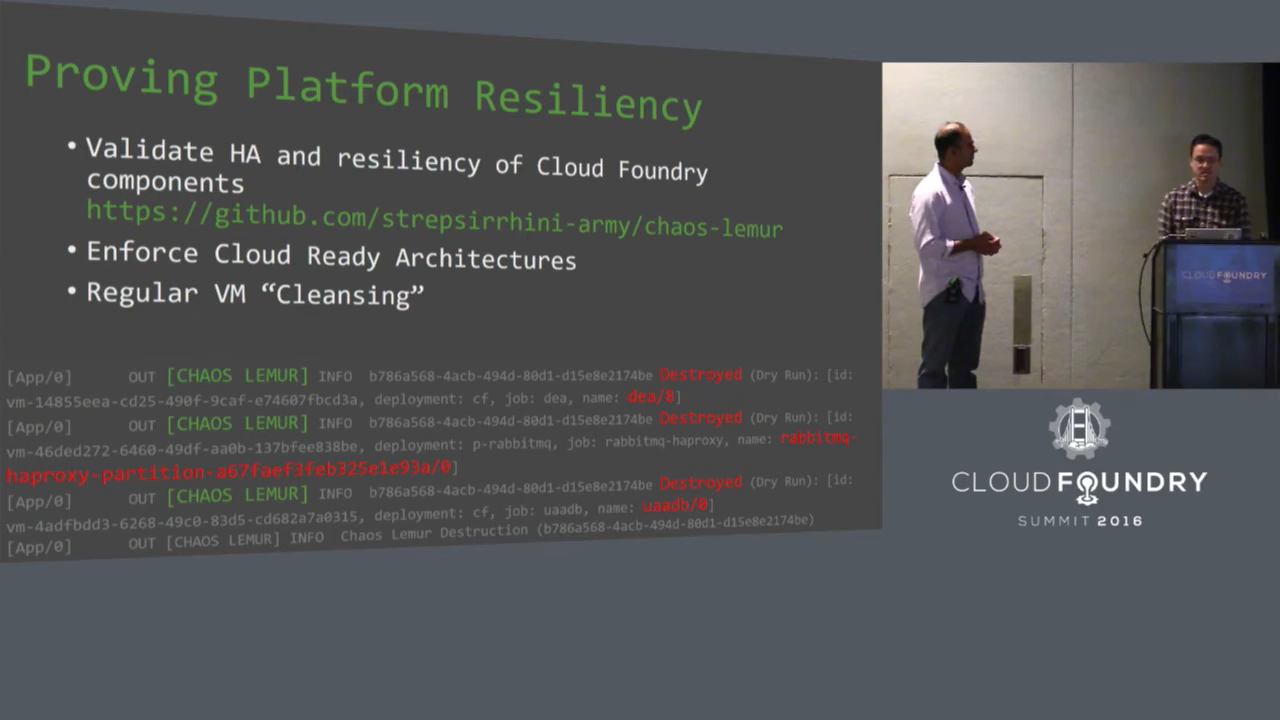 Proving Platform Resiliency
• Validate HA and resiliency of Cloud Foundry
components
https://github.com/strepsirrhini-army/chaos-lemur
• Enforce Cloud Ready Architectures
• Regular VM “Cleansing”
[App/0] OUT [CHAOS LEMUR] INFO b786a568-4acb-494d-80d1-d15e8e2174be Destroyed (Dry Run): [id:
vm-14855eea-cd25-490f-9caf-e74607fbcd3a, deployment: cf, job: dea, name: dea/8]
[App/0] OUT [CHAOS LEMUR] INFO b786a568-4acb-494d-80d1-d15e8e2174be Destroyed (Dry Run): [id:
vm-46ded272-6460-49df-aa0b-137bfee838be, deployment: p-rabbitmq, job: rabbitmq-haproxy, name: rabbitmq-
haproxy-partition-a67faef3feb325e1e93a/0]
[App/0] OUT [CHAOS LEMUR] INFO b786a568-4acb-494d-80d1-d15e8e2174be Destroyed (Dry Run): [id:
vm-4adfbdd3-6268-49c0-83d5-cd682a7a0315, deployment: cf, job: uaadb, name: uaadb/0]
[App/0] OUT [CHAOS LEMUR] INFO Chaos Lemur Destruction (b786a568-4acb-494d-80d1-d15e8e2174be)
CLOUD FOUNDRY
CLOUD FOUNDRY
SUMMIT 2016